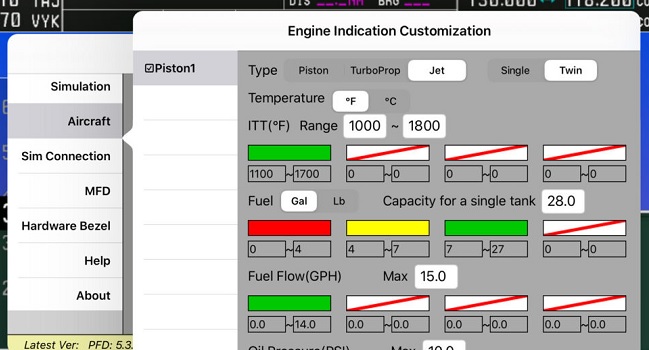 DIS BRG
70 VYK
Engine Indication Customization
Simulation
Aircraft
Sim Connection
MFD
Hardware Bezel
Help
About
Latest Ver: PFD: 5.3.
☑Piston1
Type Piston TurboProp Jet Single Twin
Temperature °F °C
ITT(°F) Range 1000 ~ 1800
1100 ~ 1700 0 ~ 0 0 ~ 0 0 ~ 0
Fuel Gal Lb Capacity for a single tank 28.0
0 ~ 4 4 ~ 7 7 ~ 27 0 ~ 0
Fuel Flow(GPH) Max 15.0
0.0 ~ 14.0 0.0 ~ 0.0 0.0 ~ 0.0 0.0 ~ 0.0
Oil Pressure(PSI) Max 10.0